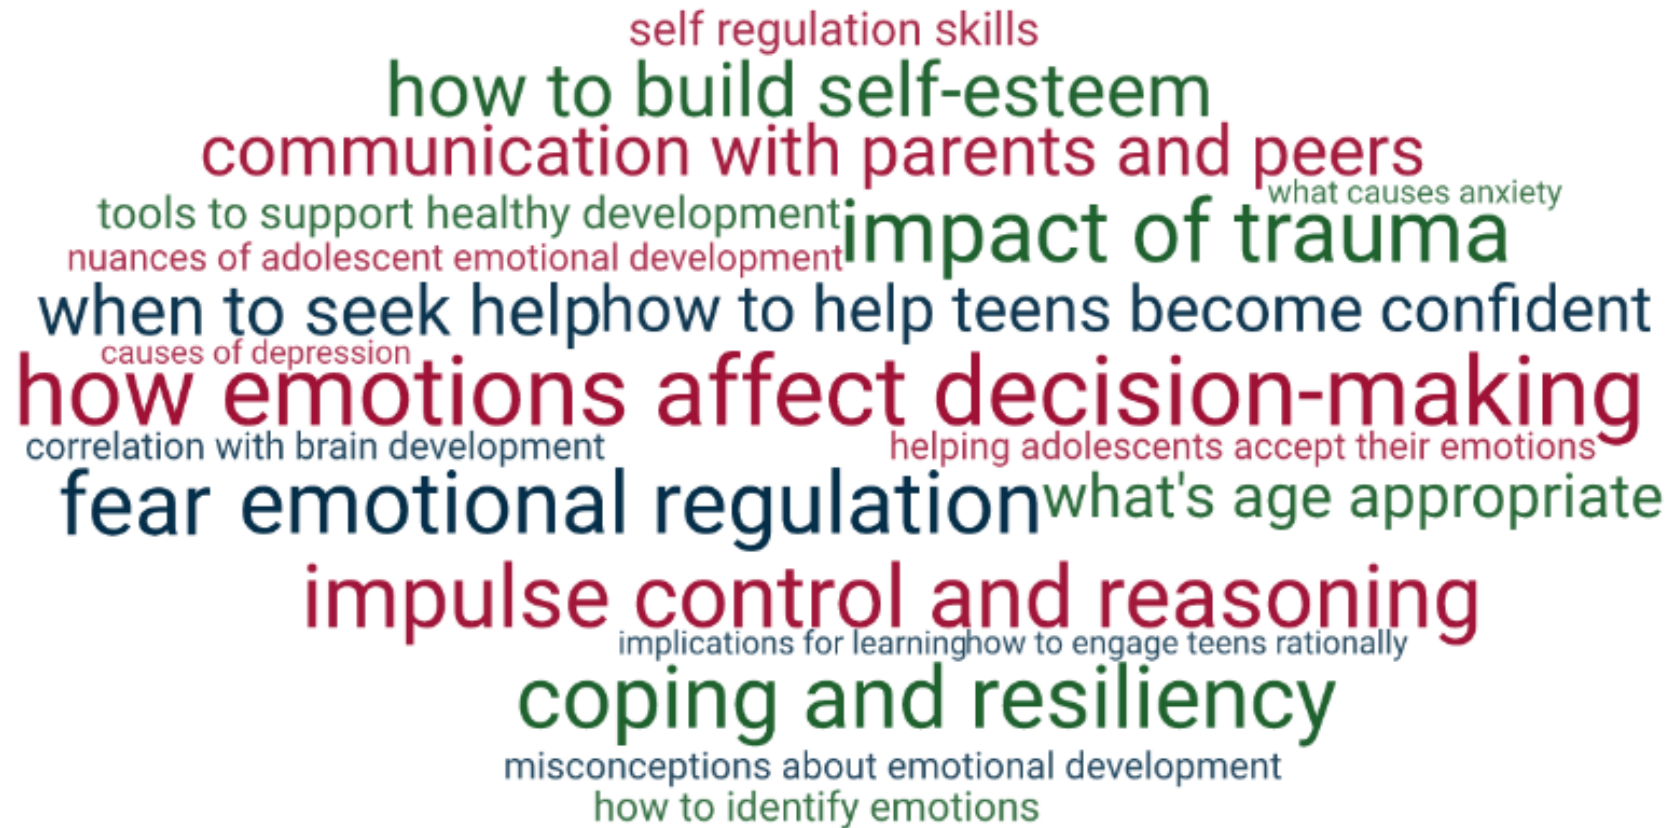 self regulation skills
how to build self-esteem
communication with parents and peers
what causes anxiety
tools to support healthy development
impact of trauma
nuances of adolescent emotional development
when to seek help
how to help teens become confident
causes of depression
how emotions affect decision-making
correlation with brain development
helping adolescents accept their emotions
fear emotional regulation
what's age appropriate
impulse control and reasoning
implications for learning
how to engage teens rationally
coping and resiliency
misconceptions about emotional development
how to identify emotions